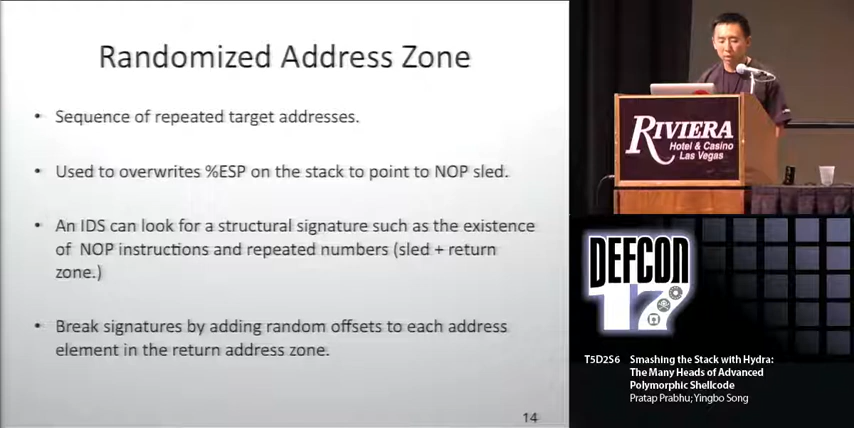 Randomized Address Zone
• Sequence of repeated target addresses.
• Used to overwrites %ESP on the stack to point to NOP sled.
• An IDS can look for a structural signature such as the existence
of NOP instructions and repeated numbers (sled + return
zone.)
• Break signatures by adding random offsets to each address
element in the return address zone.
14
RIVIERA
Hotel & Casino
Las Vegas
DEFCON
17
T5D2S6 Smashing the Stack with Hydra:
The Many Heads of Advanced
Polymorphic Shellcode
Pratap Prabhu; Yingbo Song